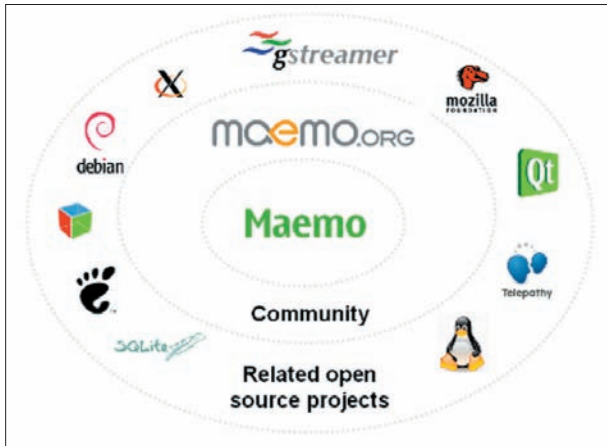 gstreamer
X
mozilla
FOUNDATION
maemo.ORG
debian
Qt
Maemo
Telepathy
Community
SQLite
Related open
source projects